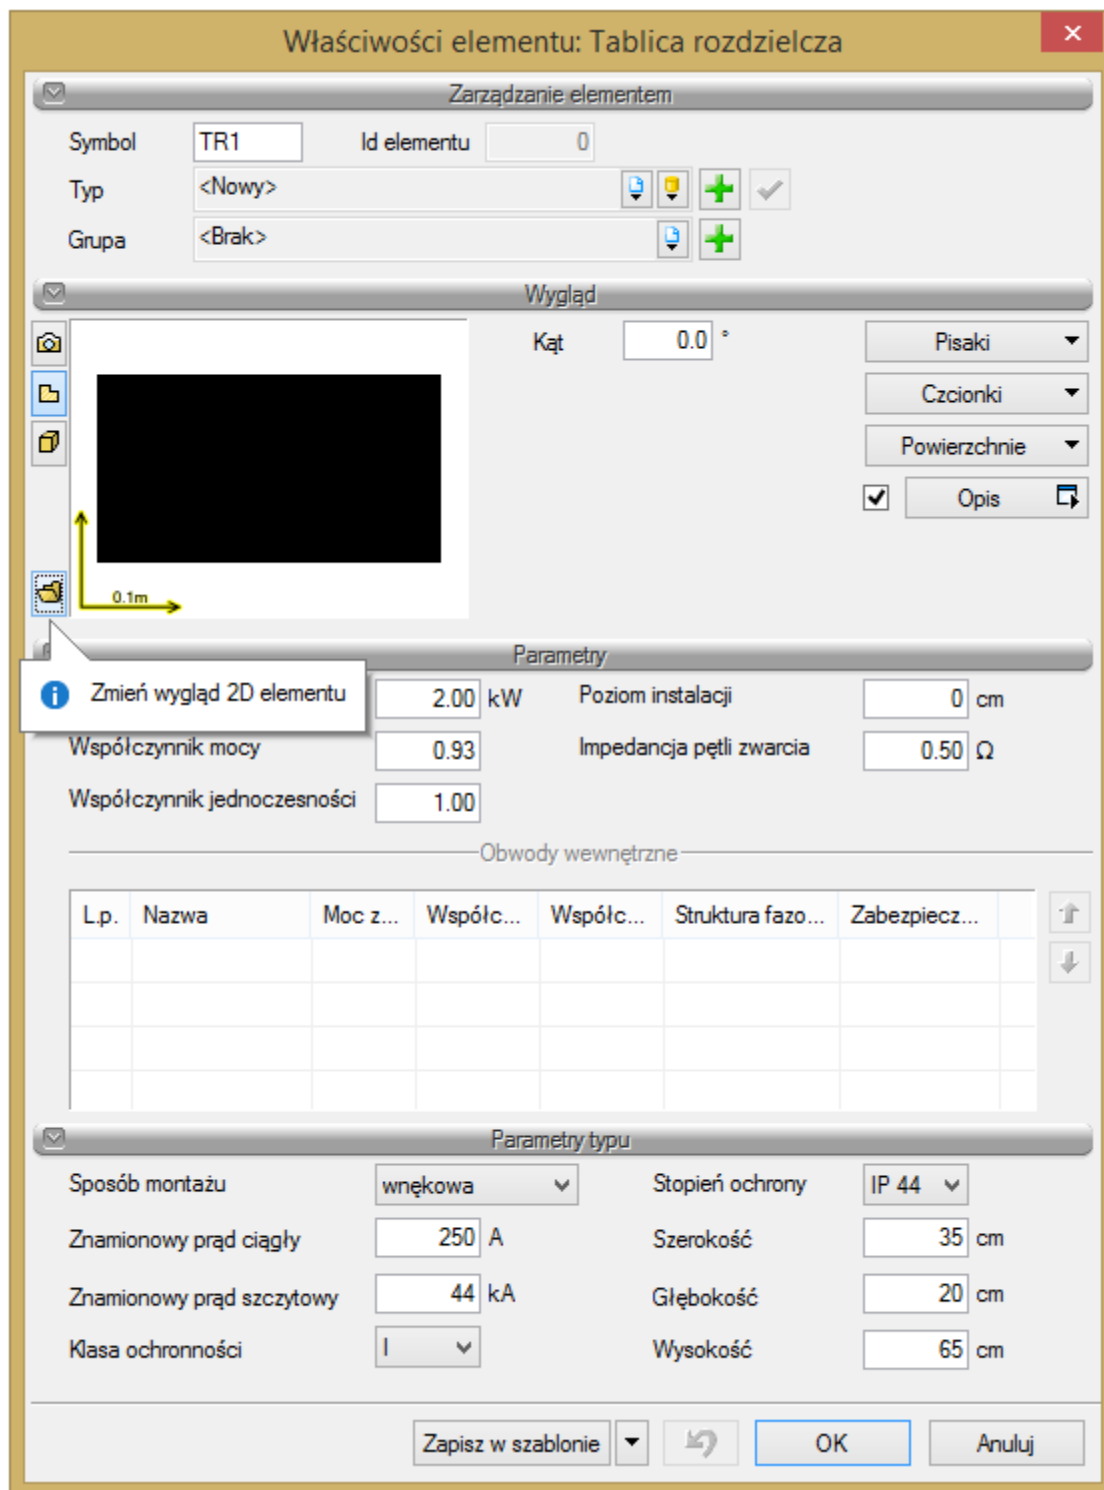 Właściwości elementu: Tablica rozdzielcza
Zarządzanie elementem
Symbol TR1 Id elementu 0
Typ <Nowy>
Grupa <Brak>
Wygląd
Kąt 0.0 ° Pisaki
Czcionki
Powierzchnie
Opis
0.1m
Parametry
Zmień wygląd 2D elementu 2.00 kW Poziom instalacji 0 cm
Współczynnik mocy 0.93 Impedancja pętli zwarcia 0.50 Ω
Współczynnik jednoczesności 1.00
Obwody wewnętrzne
L.p. Nazwa Moc z... Współc... Współc... Struktura fazo... Zabezpiecz...
Parametry typu
Sposób montażu wnękowa Stopień ochrony IP 44
Znamionowy prąd ciągły 250 A Szerokość 35 cm
Znamionowy prąd szczytowy 44 kA Głębokość 20 cm
Klasa ochronności I Wysokość 65 cm
Zapisz w szablonie OK Anuluj